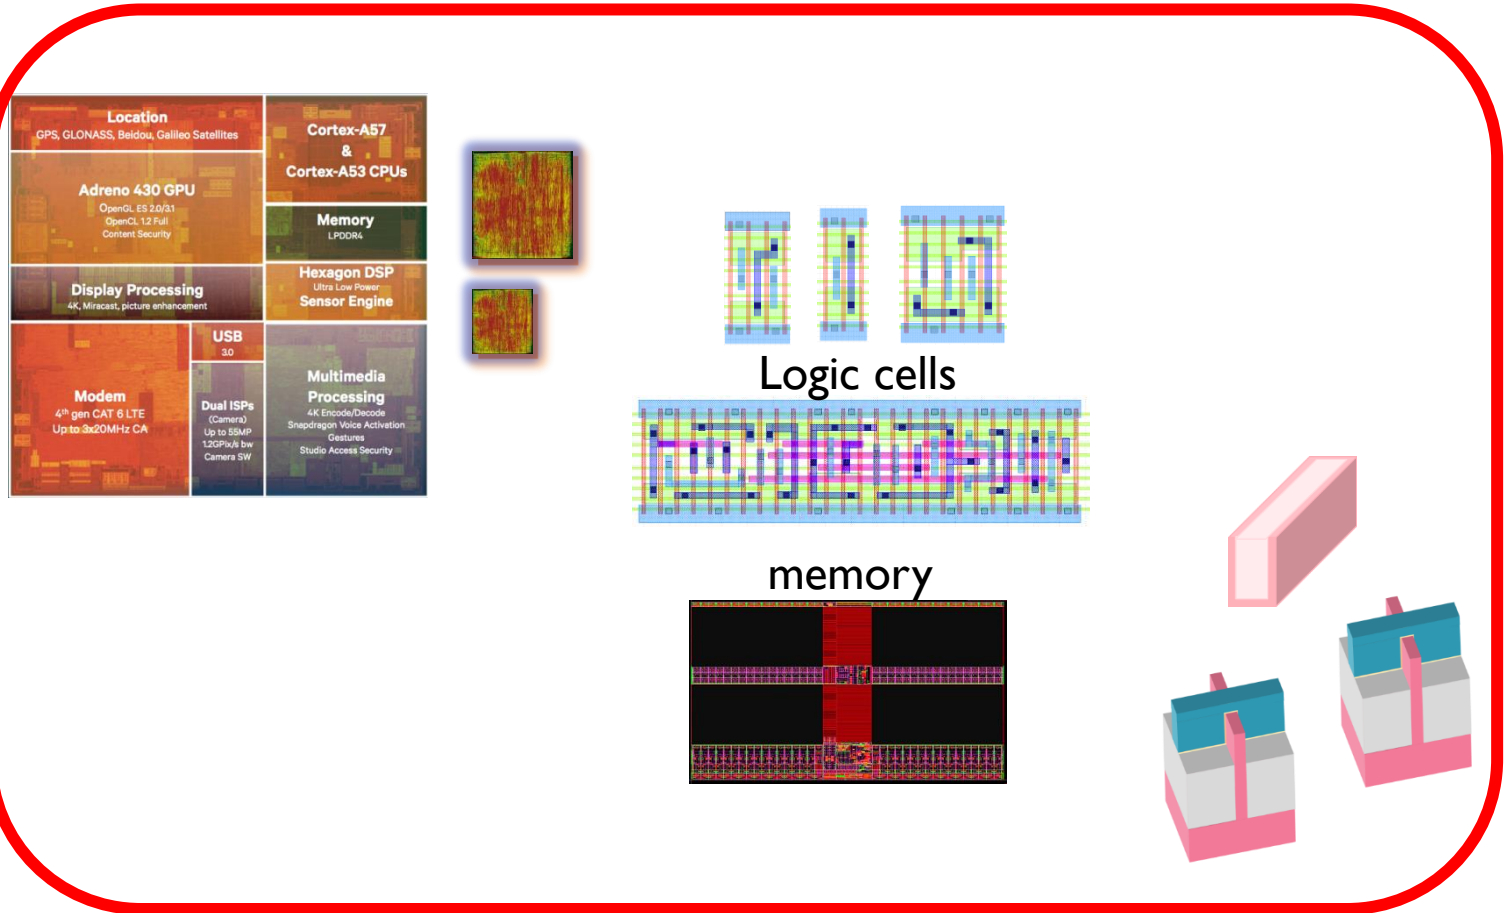 Location
GPS, GLONASS, Beidou, Galileo Satellites
Adreno 430 GPU
OpenGL ES 2.0/3.1
OpenCL 1.2 Full
Content Security
Display Processing
4K, Miracast, picture enhancement
Modem
4th gen CAT 6 LTE
Up to 3x20MHz CA
USB
3.0
Dual ISPs
(Camera)
Up to 55MP
1.2GPix/s bw
Camera SW
Cortex-A57
&
Cortex-A53 CPUs
Memory
LPDDR4
Hexagon DSP
Ultra Low Power
Sensor Engine
Multimedia
Processing
4K Encode/Decode
Snapdragon Voice Activation
Gestures
Studio Access Security
Logic cells
memory